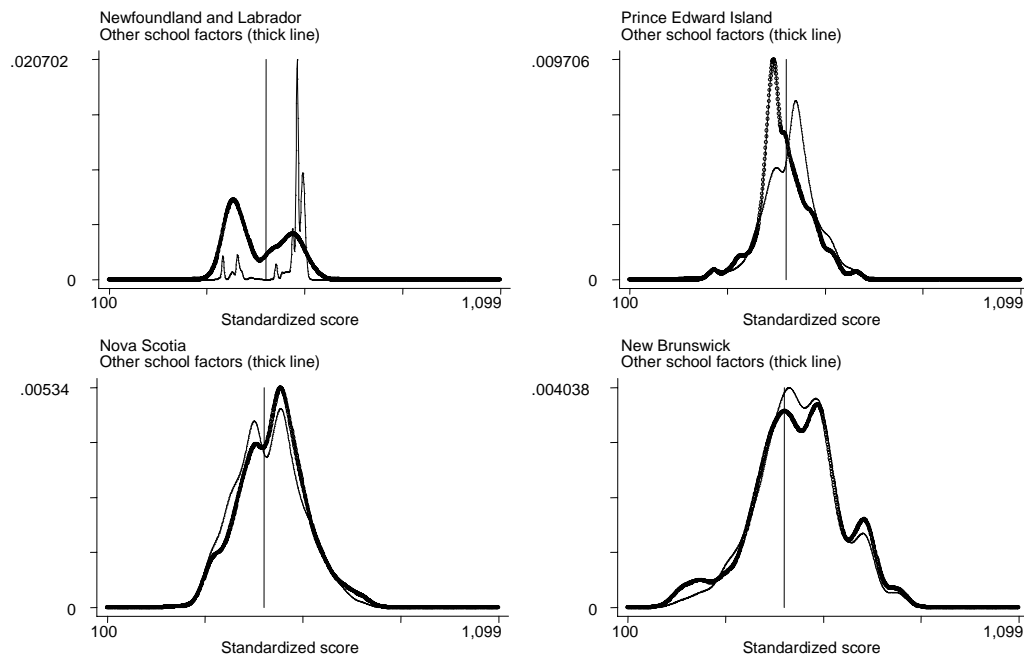 Newfoundland and Labrador
Other school factors (thick line)
.020702
0
100
1,099
Standardized score
Prince Edward Island
Other school factors (thick line)
.009706
0
100
1,099
Standardized score
Nova Scotia
Other school factors (thick line)
.00534
0
100
1,099
Standardized score
New Brunswick
Other school factors (thick line)
.004038
0
100
1,099
Standardized score